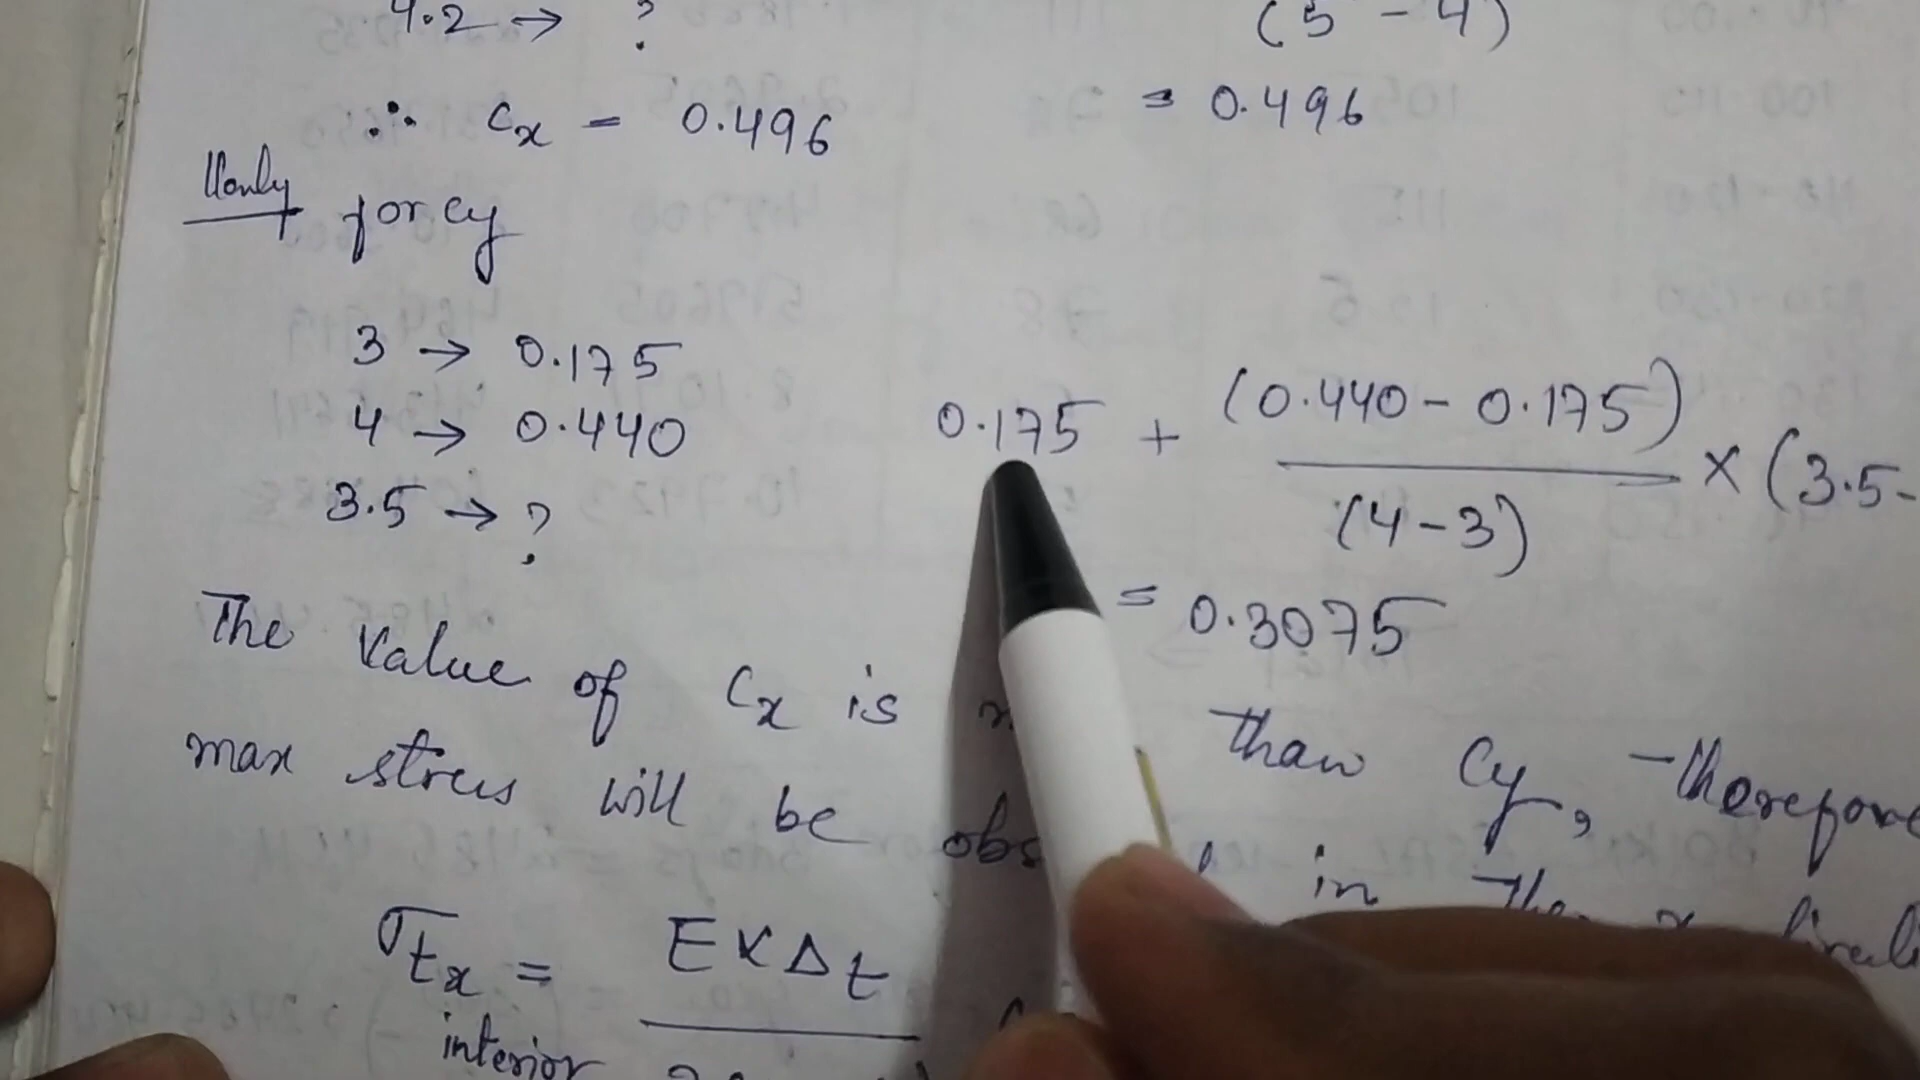 4.2 → ?
(5 - 4)
∴ Cx = 0.496
= 0.496
for Cy
3 → 0.175
4 → 0.440
3.5 → ?
0.175 + (0.440 - 0.175)
× (3.5-
(4-3)
= 0.3075
The value of Cx is than Cy, therefore
max stress will be in the x
σtx = EαΔt
interior